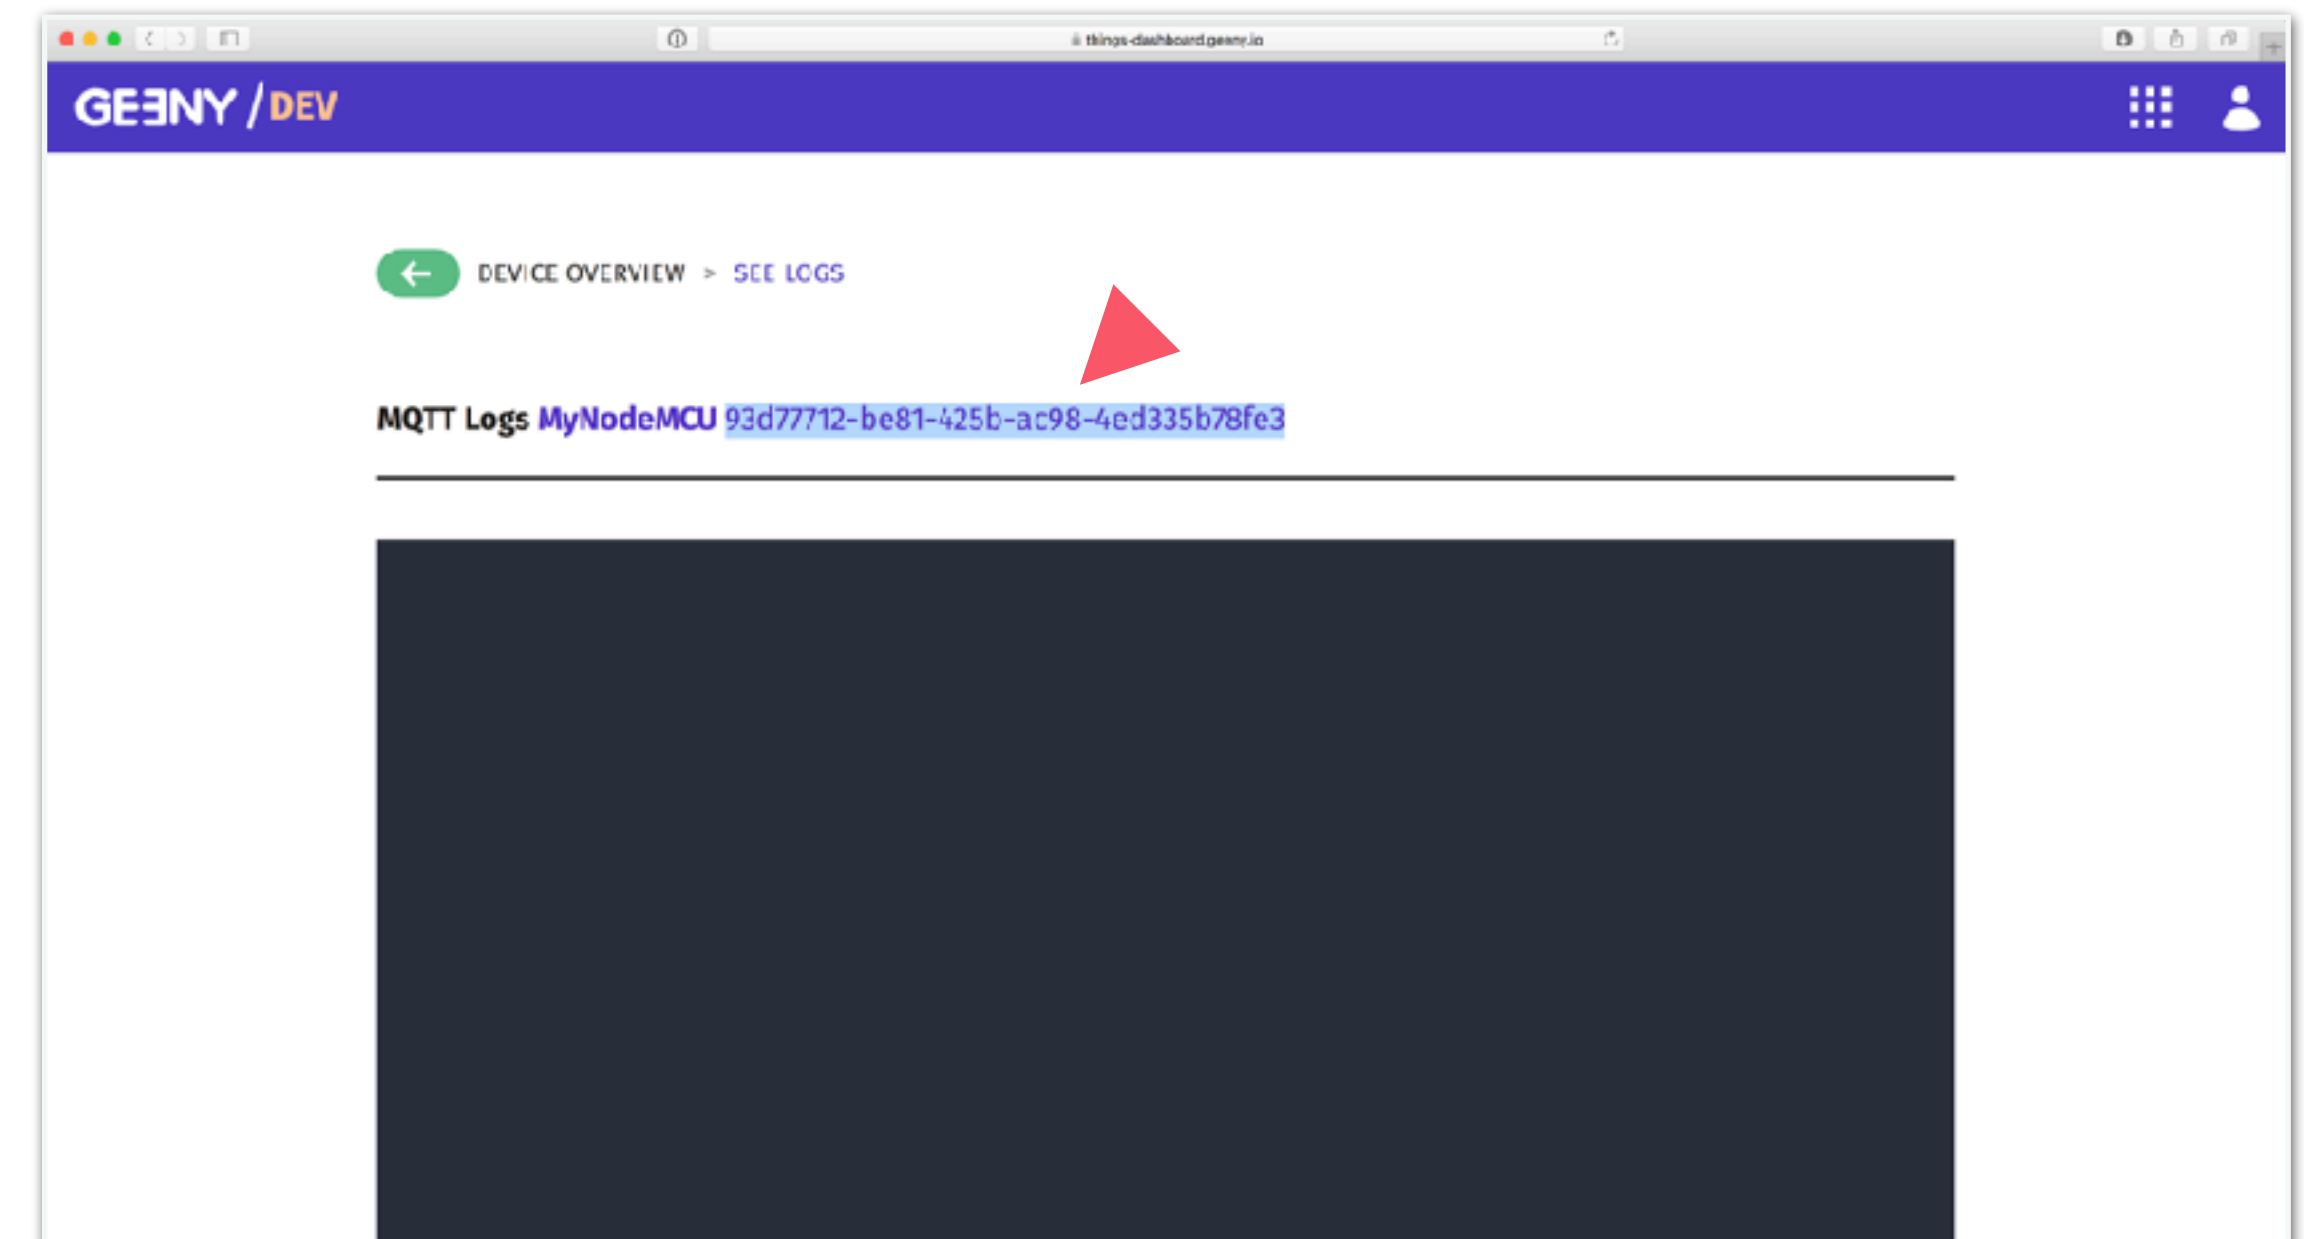 things-dashboard.geeny.io
GEENY / DEV
DEVICE OVERVIEW > SEE LOGS
MQTT Logs MyNodeMCU 93d77712-be81-425b-ac98-4ed335b78fe3